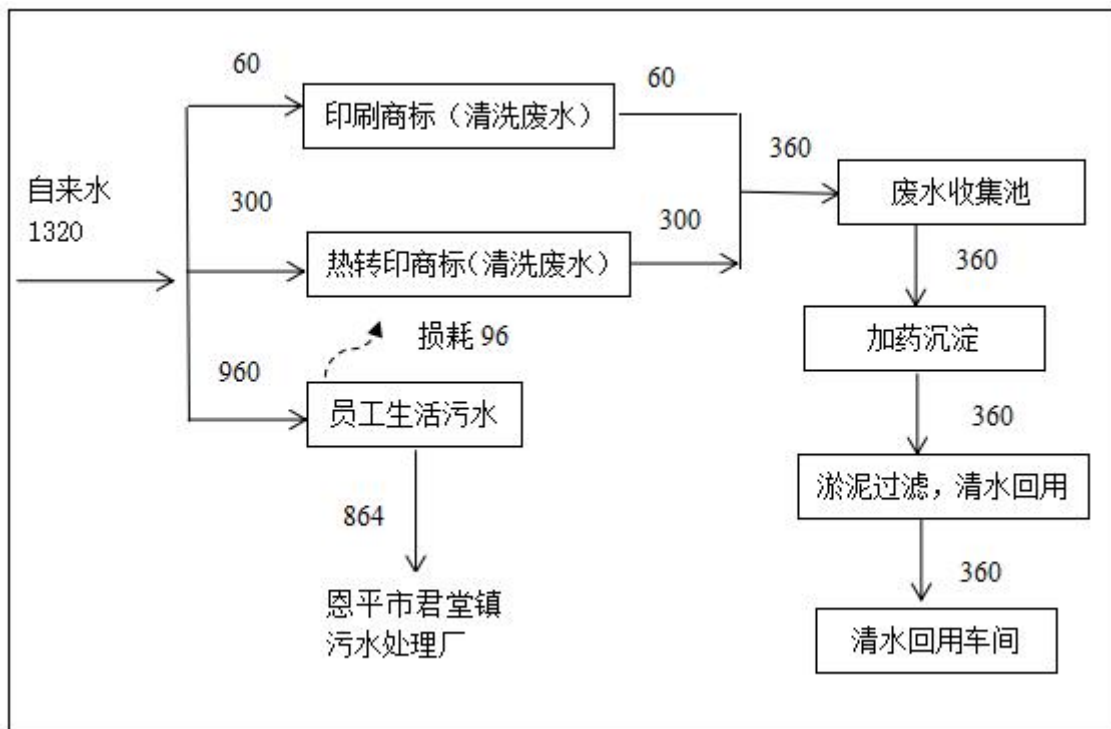 60
印刷商标（清洗废水）
60
360
自来水
1320
300
热转印商标（清洗废水）
300
废水收集池
360
加药沉淀
损耗 96
960
员工生活污水
360
淤泥过滤，清水回用
864
360
恩平市君堂镇
污水处理厂
清水回用车间